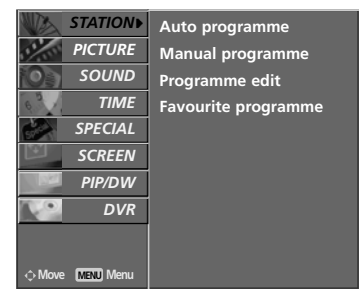 STATION
PICTURE
SOUND
TIME
SPECIAL
SCREEN
PIP/DW
DVR
Move MENU Menu
Auto programme
Manual programme
Programme edit
Favourite programme